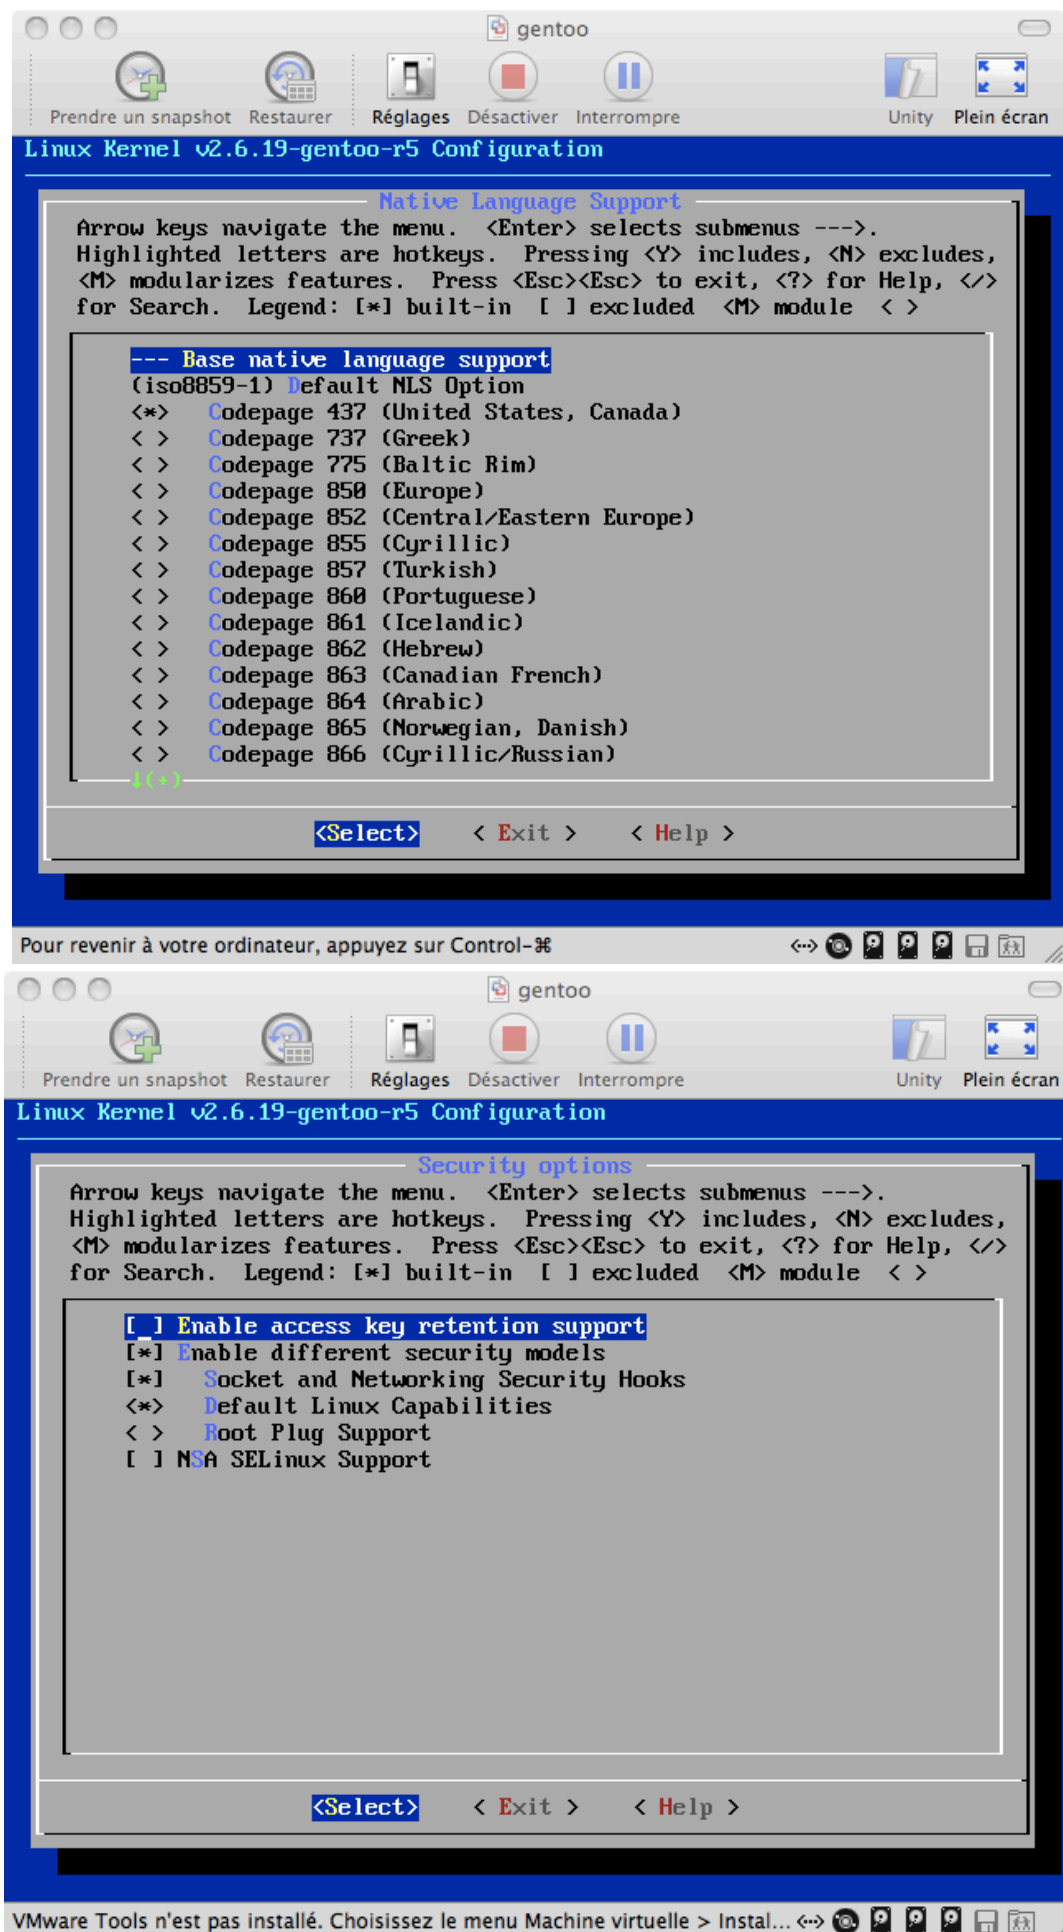 gentoo
Prendre un snapshot Restaurer Réglages Désactiver Interrompre Unity Plein écran
Linux Kernel v2.6.19-gentoo-r5 Configuration
Native Language Support
Arrow keys navigate the menu. <Enter> selects submenus --->.
Highlighted letters are hotkeys. Pressing <Y> includes, <N> excludes,
<M> modularizes features. Press <Esc><Esc> to exit, <?> for Help, </>
for Search. Legend: [*] built-in [ ] excluded <M> module < >
--- Base native language support
(iso8859-1) Default NLS Option
<*> Codepage 437 (United States, Canada)
< > Codepage 737 (Greek)
< > Codepage 775 (Baltic Rim)
< > Codepage 850 (Europe)
< > Codepage 852 (Central/Eastern Europe)
< > Codepage 855 (Cyrillic)
< > Codepage 857 (Turkish)
< > Codepage 860 (Portuguese)
< > Codepage 861 (Icelandic)
< > Codepage 862 (Hebrew)
< > Codepage 863 (Canadian French)
< > Codepage 864 (Arabic)
< > Codepage 865 (Norwegian, Danish)
< > Codepage 866 (Cyrillic/Russian)
↓(+)
<Select> < Exit > < Help >
Pour revenir à votre ordinateur, appuyez sur Control-⌘
gentoo
Prendre un snapshot Restaurer Réglages Désactiver Interrompre Unity Plein écran
Linux Kernel v2.6.19-gentoo-r5 Configuration
Security options
Arrow keys navigate the menu. <Enter> selects submenus --->.
Highlighted letters are hotkeys. Pressing <Y> includes, <N> excludes,
<M> modularizes features. Press <Esc><Esc> to exit, <?> for Help, </>
for Search. Legend: [*] built-in [ ] excluded <M> module < >
[_] Enable access key retention support
[*] Enable different security models
[*] Socket and Networking Security Hooks
<*> Default Linux Capabilities
< > Root Plug Support
[ ] NSA SELinux Support
<Select> < Exit > < Help >
VMware Tools n'est pas installé. Choisissez le menu Machine virtuelle > Instal...